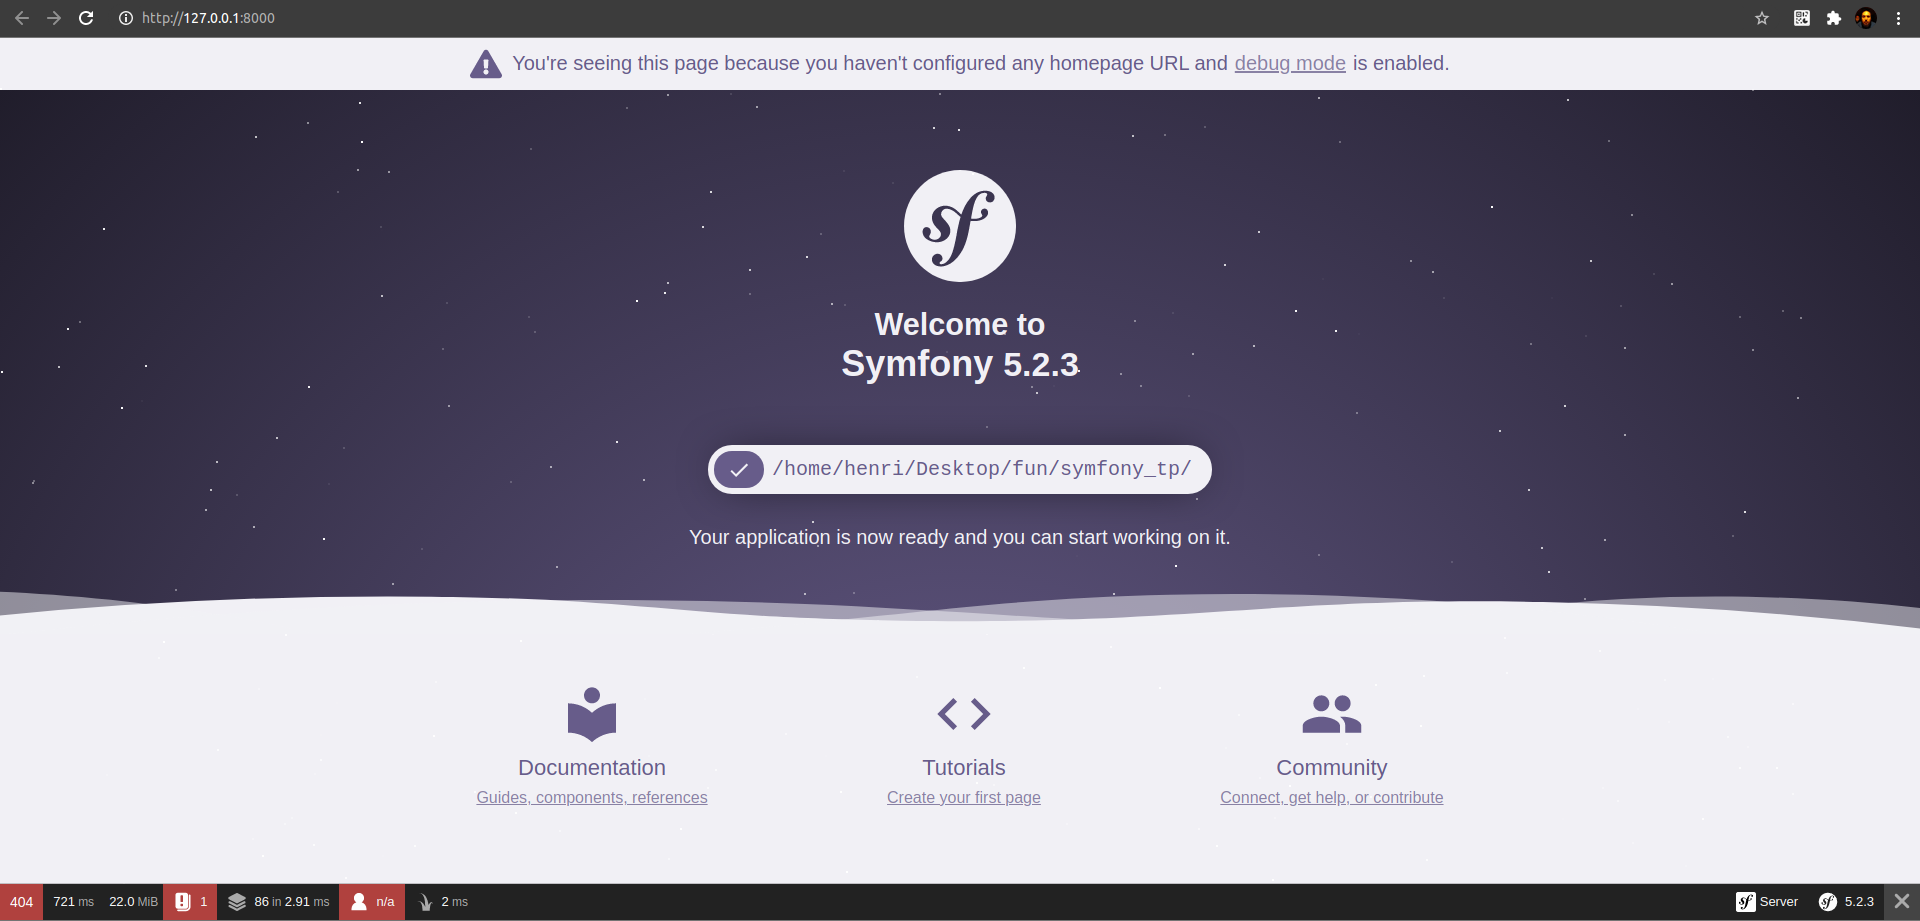 http://127.0.0.1:8000
You're seeing this page because you haven't configured any homepage URL and debug mode is enabled.
sf
Welcome to
Symfony 5.2.3
/home/henri/Desktop/fun/symfony_tp/
Your application is now ready and you can start working on it.
Documentation
Guides, components, references
Tutorials
Create your first page
Community
Connect, get help, or contribute
404 721 ms 22.0 MiB 1 86 in 2.91 ms n/a 2 ms sf Server sf 5.2.3